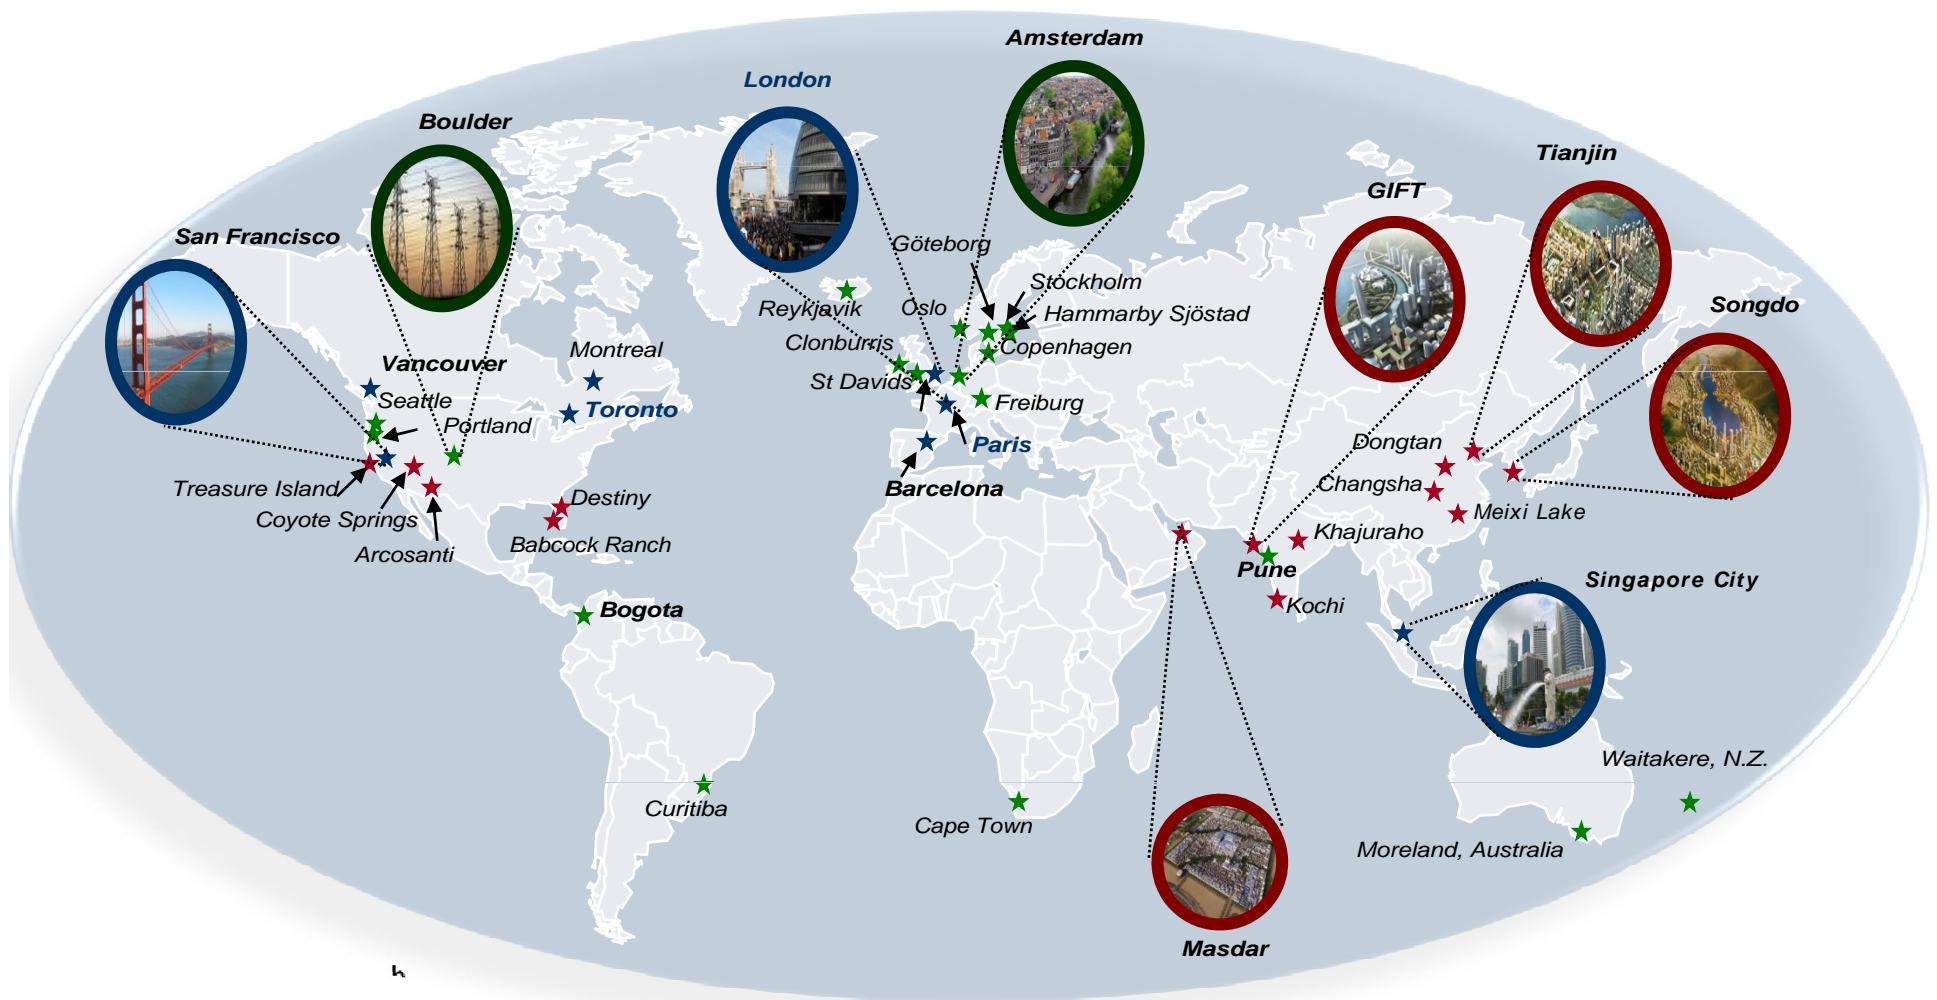 Amsterdam
London
Boulder
Tianjin
GIFT
San Francisco
Göteborg
Stockholm
Reykjavik
Oslo
Hammarby Sjöstad
Songdo
Clonburris
Copenhagen
Vancouver
Montreal
St Davids
Seattle
Toronto
Freiburg
Portland
Paris
Dongtan
Treasure Island
Barcelona
Changsha
Destiny
Coyote Springs
Meixi Lake
Khajuraho
Babcock Ranch
Arcosanti
Pune
Singapore City
Bogota
Kochi
Waitakere, N.Z.
Curitiba
Cape Town
Moreland, Australia
Masdar